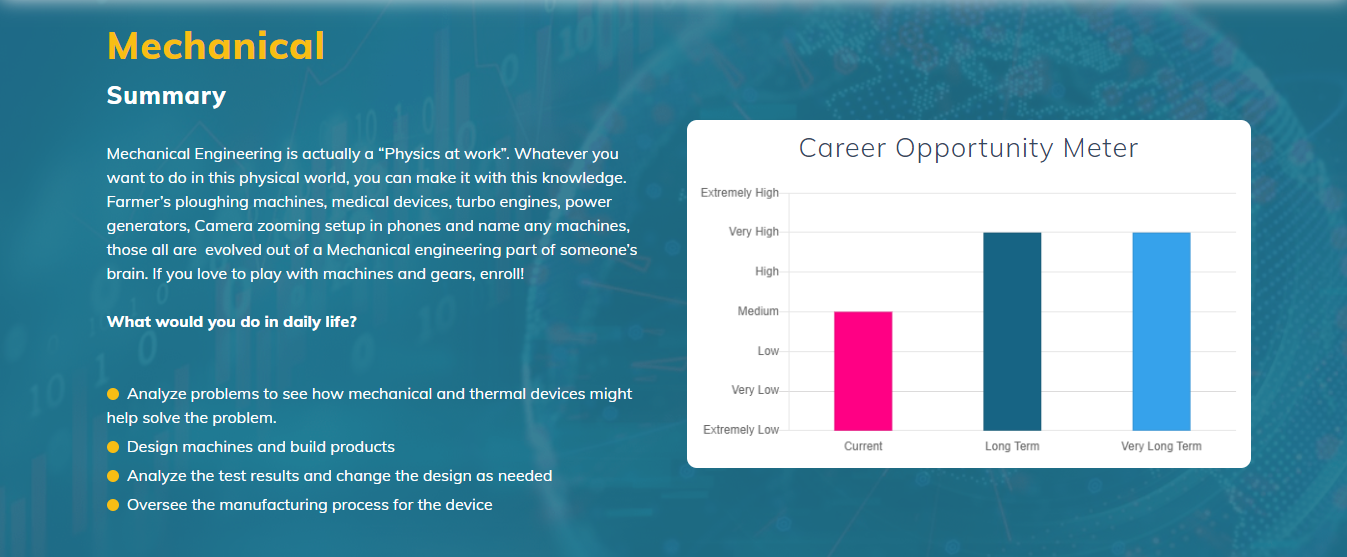 Mechanical
Summary
Mechanical Engineering is actually a “Physics at work”. Whatever you
want to do in this physical world, you can make it with this knowledge.
Farmer’s ploughing machines, medical devices, turbo engines, power
generators, Camera zooming setup in phones and name any machines,
those all are  evolved out of a Mechanical engineering part of someone’s
brain. If you love to play with machines and gears, enroll!
What would you do in daily life?
Analyze problems to see how mechanical and thermal devices might
help solve the problem.
Design machines and build products
Analyze the test results and change the design as needed
Oversee the manufacturing process for the device
Career Opportunity Meter
Extremely High
Very High
High
Medium
Low
Very Low
Extremely Low
Current Long Term Very Long Term